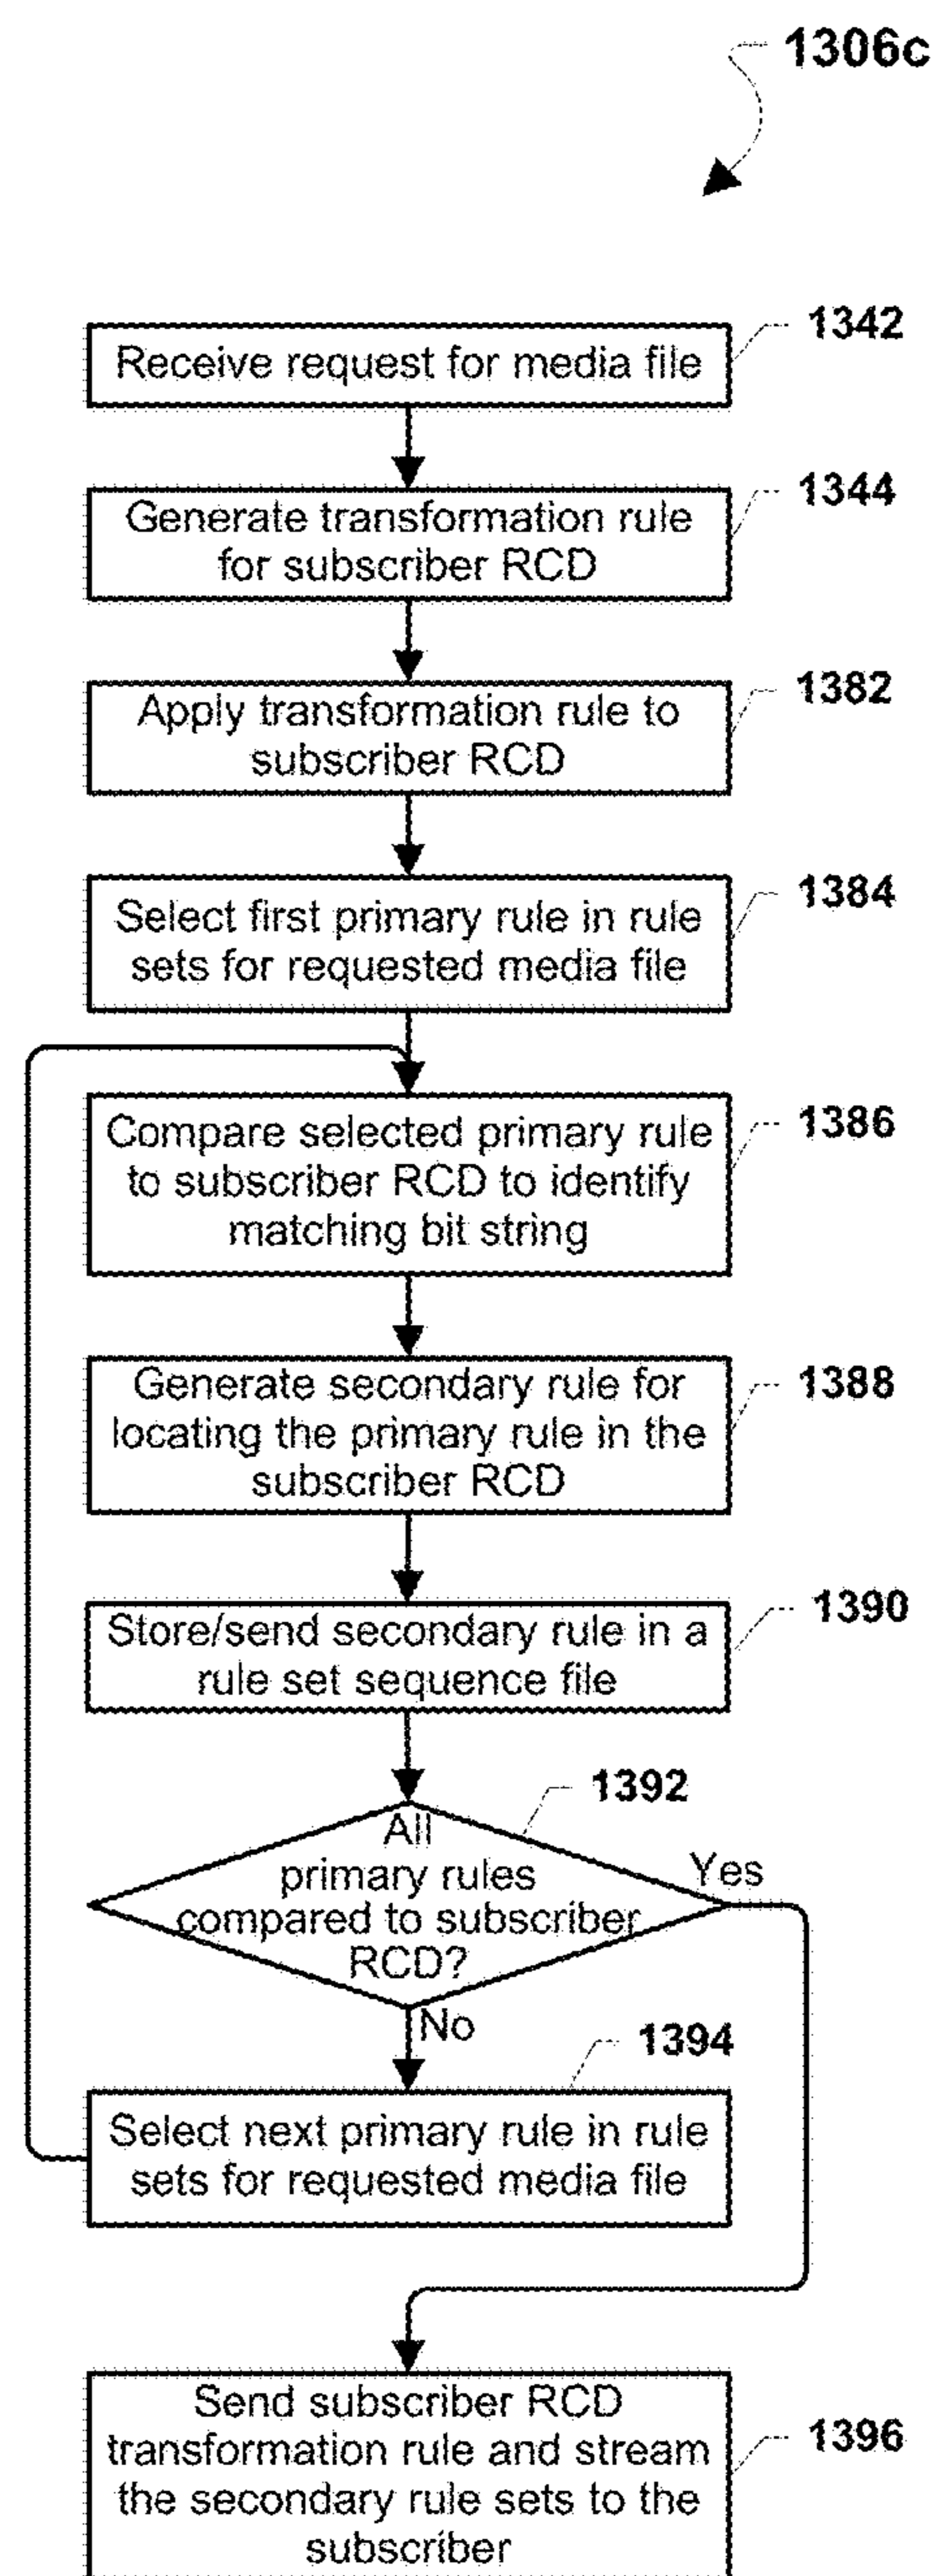 1306c
1342
Receive request for media file
1344
Generate transformation rule
for subscriber RCD
1382
Apply transformation rule to
subscriber RCD
1384
Select first primary rule in rule
sets for requested media file
1386
Compare selected primary rule
to subscriber RCD to identify
matching bit string
1388
Generate secondary rule for
locating the primary rule in the
subscriber RCD
1390
Store/send secondary rule in a
rule set sequence file
1392
All
primary rules
compared to subscriber
RCD?
Yes
No
1394
Select next primary rule in rule
sets for requested media file
1396
Send subscriber RCD
transformation rule and stream
the secondary rule sets to the
subscriber